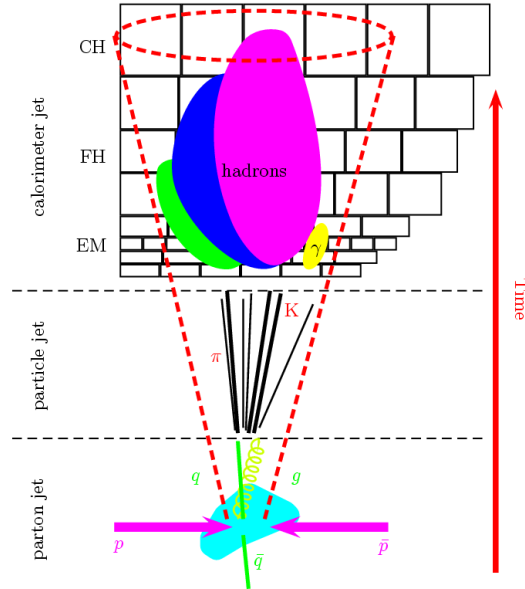 CH
calorimeter jet
FH
hadrons
EM
γ
Time
K
π
particle jet
q
g
parton jet
p
q̄
p̄